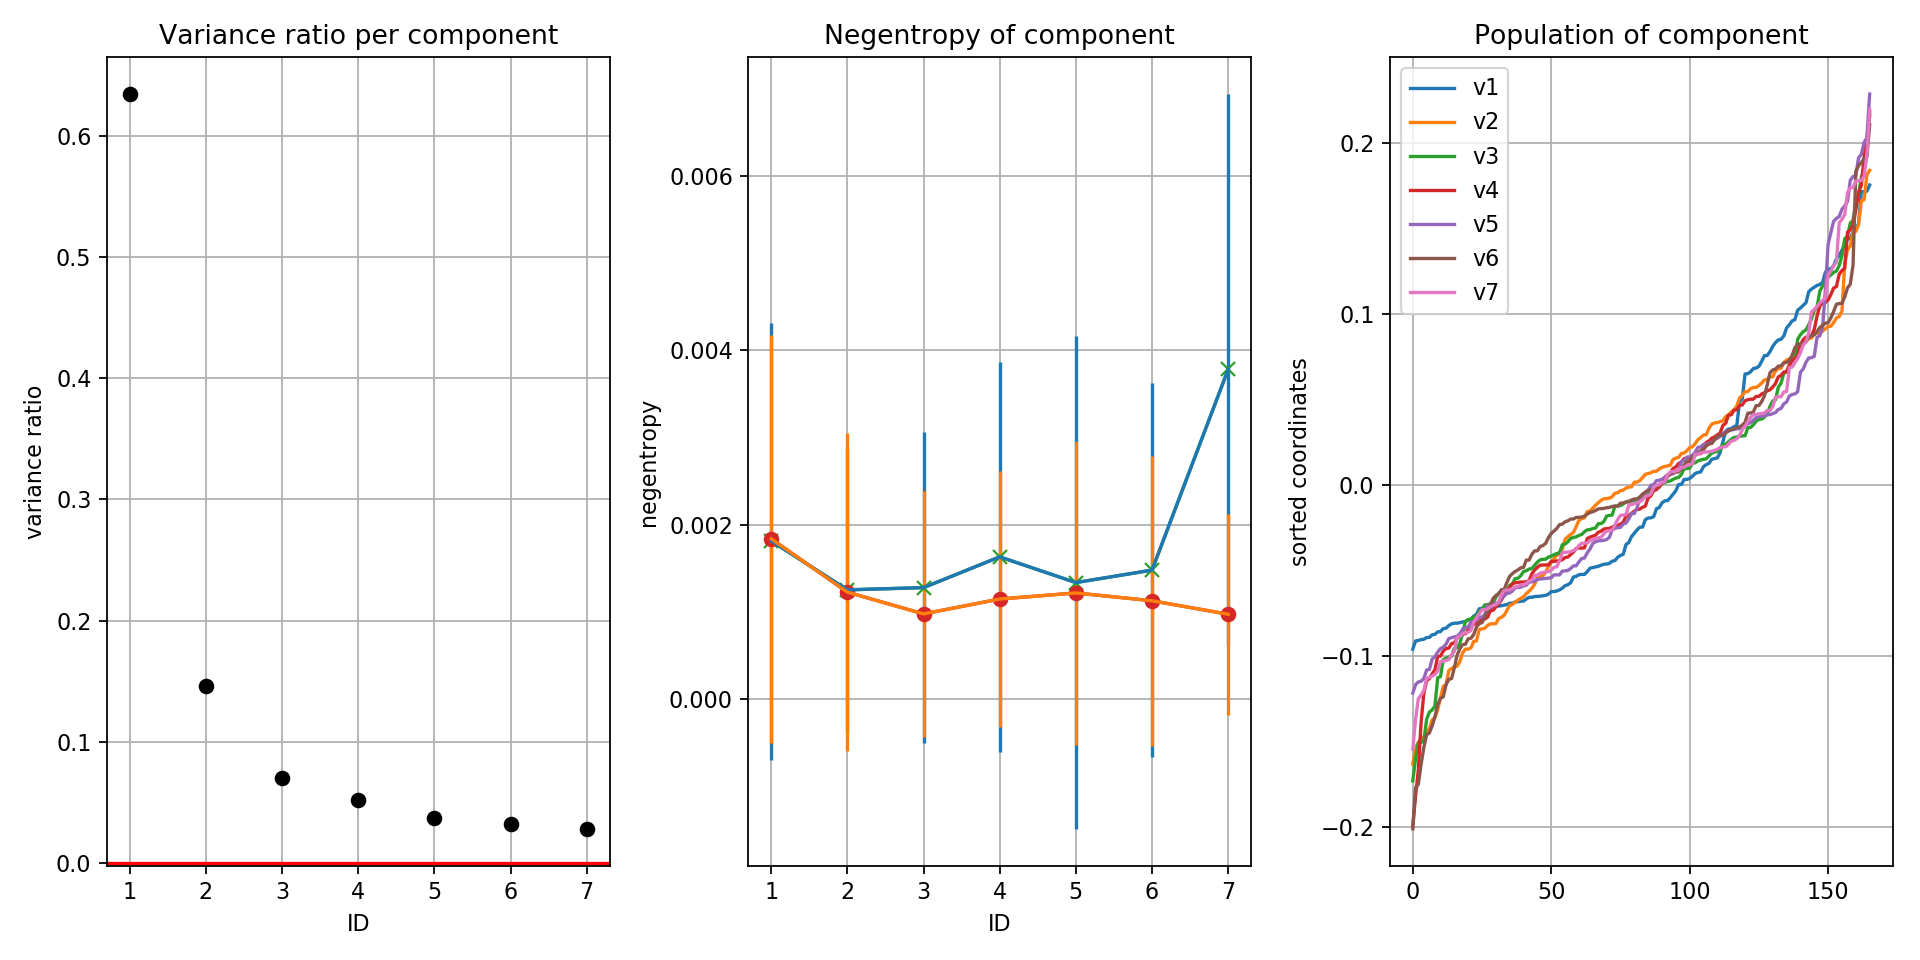 Variance ratio per component
variance ratio
0.6
0.5
0.4
0.3
0.2
0.1
0.0
1 2 3 4 5 6 7
ID
Negentropy of component
negentropy
0.006
0.004
0.002
0.000
1 2 3 4 5 6 7
ID
Population of component
sorted coordinates
0.2
0.1
0.0
−0.1
−0.2
v1
v2
v3
v4
v5
v6
v7
0 50 100 150